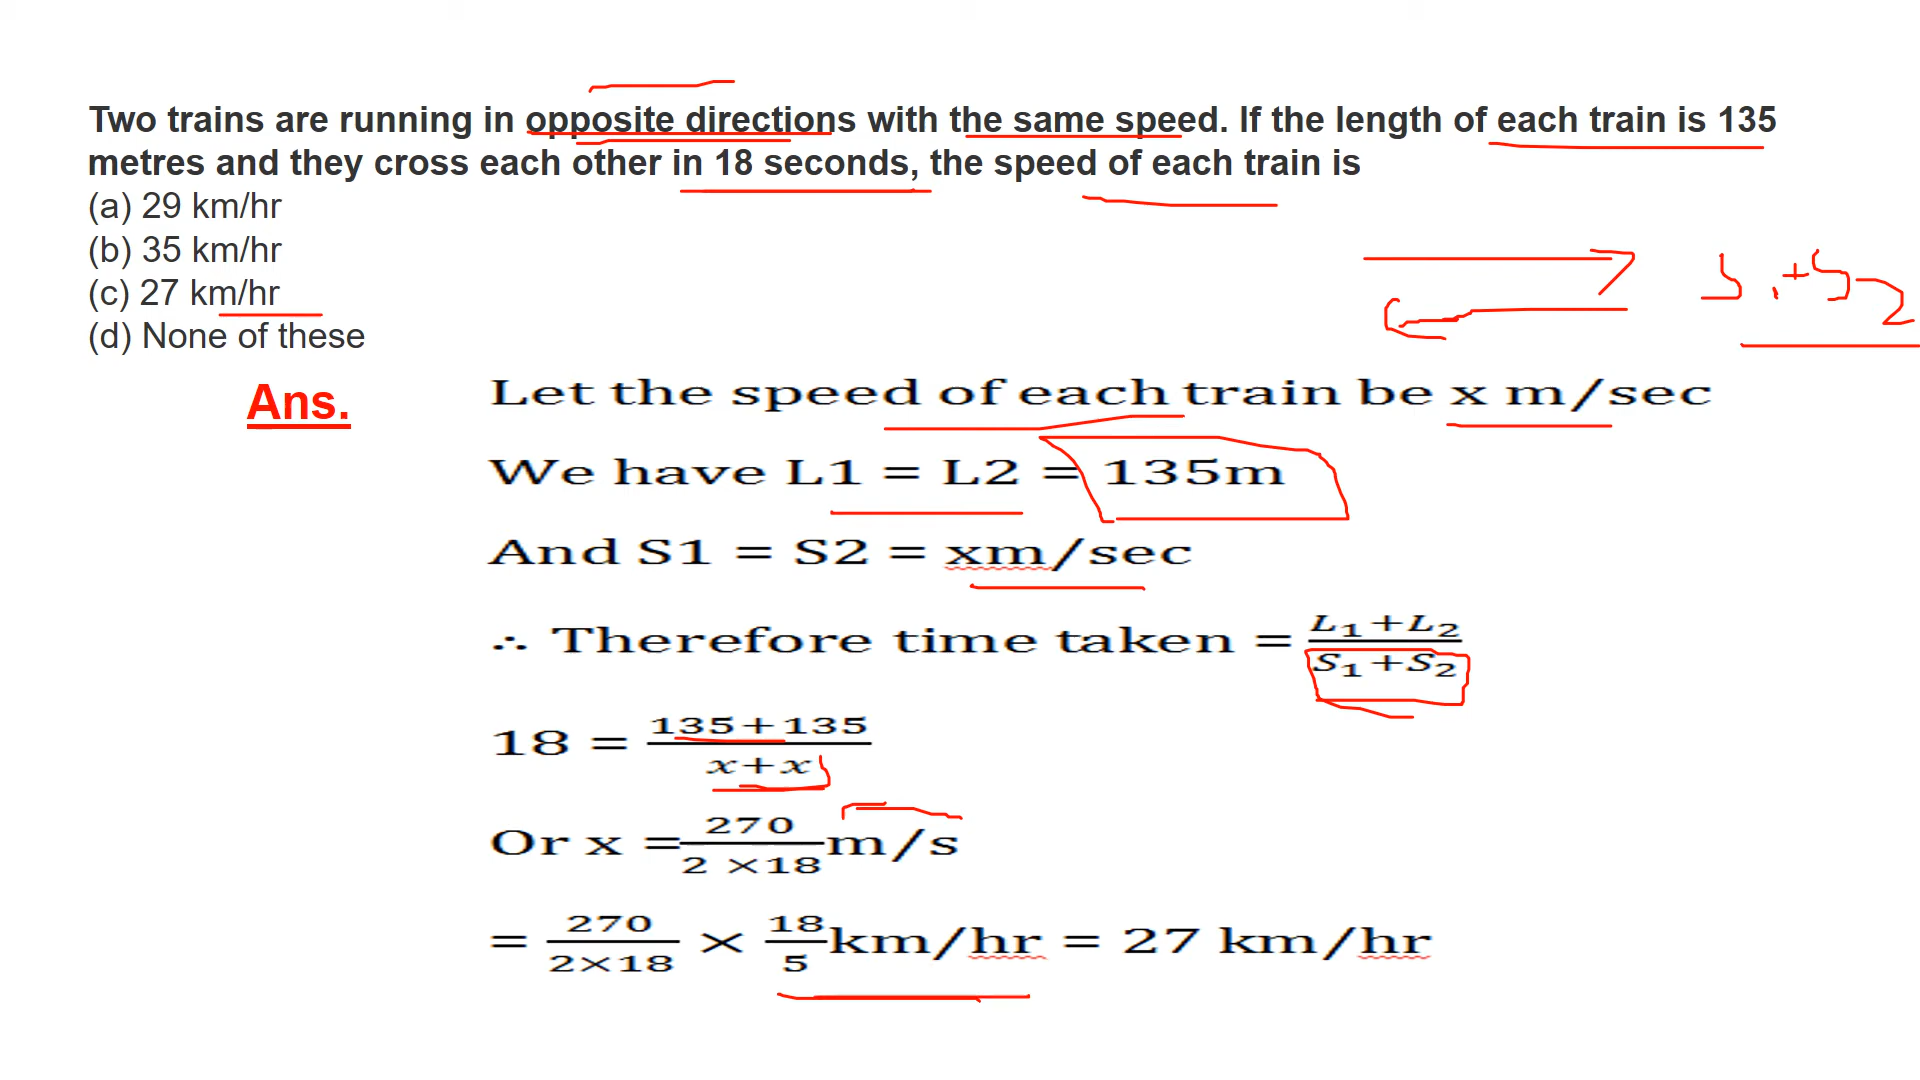 Two trains are running in opposite directions with the same speed. If the length of each train is 135
metres and they cross each other in 18 seconds, the speed of each train is
(a) 29 km/hr
(b) 35 km/hr
(c) 27 km/hr
(d) None of these
S1+S2
Ans.
Let the speed of each train be x m/sec
We have L1 = L2 = 135m
And S1 = S2 = xm/sec
∴ Therefore time taken = (L₁+L₂)/(S₁+S₂)
18 = (135+135)/(x+x)
Or x = 270/(2 ×18) m/s
= 270/(2×18) × 18/5 km/hr = 27 km/hr